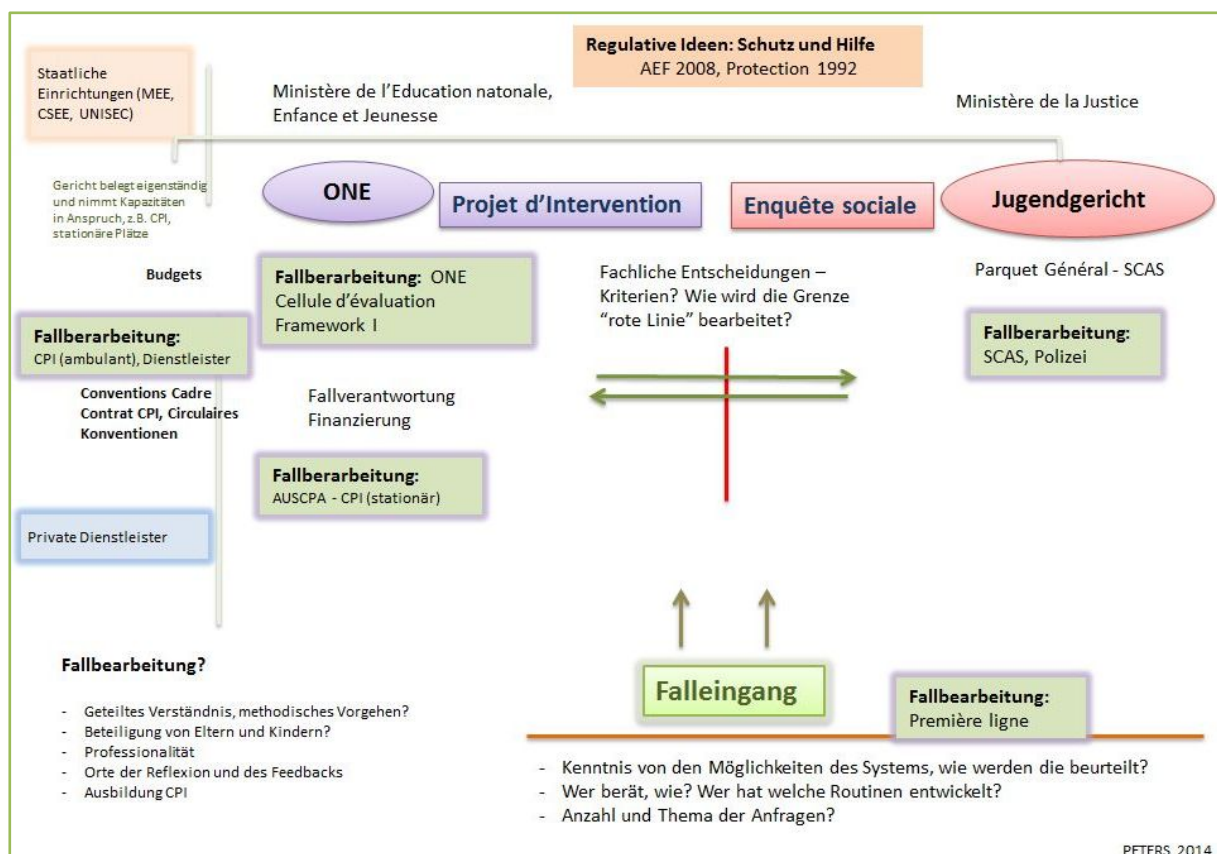 Regulative Ideen: Schutz und Hilfe
AEF 2008, Protection 1992
Staatliche
Einrichtungen (MEE,
CSEE, UNISEC)
Ministère de l'Education natonale,
Enfance et Jeunesse
Ministère de la Justice
Gericht belegt eigenständig
und nimmt Kapazitäten
in Anspruch, z.B. CPI,
stationäre Plätze
ONE
Projet d'Intervention
Enquête sociale
Jugendgericht
Budgets
Fallberarbeitung: ONE
Cellule d'évaluation
Framework I
Fachliche Entscheidungen –
Kriterien? Wie wird die Grenze
"rote Linie" bearbeitet?
Parquet Général - SCAS
Fallberarbeitung:
SCAS, Polizei
Fallberarbeitung:
CPI (ambulant), Dienstleister
Conventions Cadre
Contrat CPI, Circulaires
Konventionen
Fallverantwortung
Finanzierung
Fallberarbeitung:
AUSCPA - CPI (stationär)
Private Dienstleister
Fallbearbeitung?
- Geteiltes Verständnis, methodisches Vorgehen?
- Beteiligung von Eltern und Kindern?
- Professionalität
- Orte der Reflexion und des Feedbacks
- Ausbildung CPI
Falleingang
Fallbearbeitung:
Première ligne
- Kenntnis von den Möglichkeiten des Systems, wie werden die beurteilt?
- Wer berät, wie? Wer hat welche Routinen entwickelt?
- Anzahl und Thema der Anfragen?
PETERS 2014